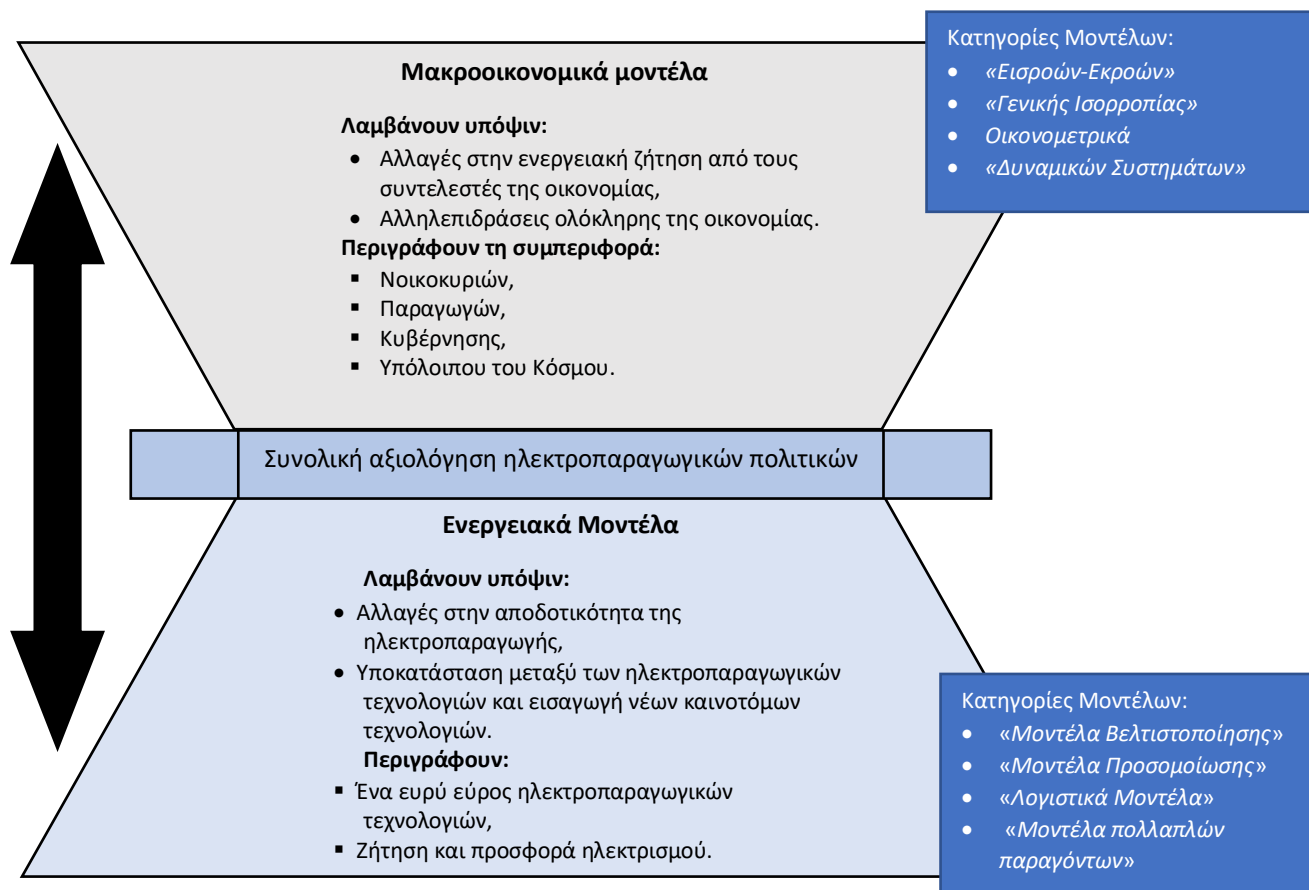 Μακροοικονομικά μοντέλα
Λαμβάνουν υπόψιν:
• Αλλαγές στην ενεργειακή ζήτηση από τους
συντελεστές της οικονομίας,
• Αλληλεπιδράσεις ολόκληρης της οικονομίας.
Περιγράφουν τη συμπεριφορά:
▪ Νοικοκυριών,
▪ Παραγωγών,
▪ Κυβέρνησης,
▪ Υπόλοιπου του Κόσμου.
Κατηγορίες Μοντέλων:
• «Εισροών-Εκροών»
• «Γενικής Ισορροπίας»
• Οικονομετρικά
• «Δυναμικών Συστημάτων»
Συνολική αξιολόγηση ηλεκτροπαραγωγικών πολιτικών
Ενεργειακά Μοντέλα
Λαμβάνουν υπόψιν:
• Αλλαγές στην αποδοτικότητα της
ηλεκτροπαραγωγής,
• Υποκατάσταση μεταξύ των ηλεκτροπαραγωγικών
τεχνολογιών και εισαγωγή νέων καινοτόμων
τεχνολογιών.
Περιγράφουν:
▪ Ένα ευρύ εύρος ηλεκτροπαραγωγικών
τεχνολογιών,
▪ Ζήτηση και προσφορά ηλεκτρισμού.
Κατηγορίες Μοντέλων:
• «Μοντέλα Βελτιστοποίησης»
• «Μοντέλα Προσομοίωσης»
• «Λογιστικά Μοντέλα»
• «Μοντέλα πολλαπλών
παραγόντων»